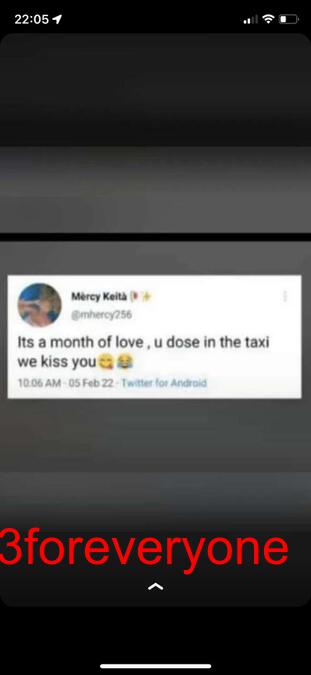 22:05
Mèrcy Keità
@mhercy256
Its a month of love , u dose in the taxi
we kiss you😋😂
10:06 AM · 05 Feb 22 · Twitter for Android
3foreveryone